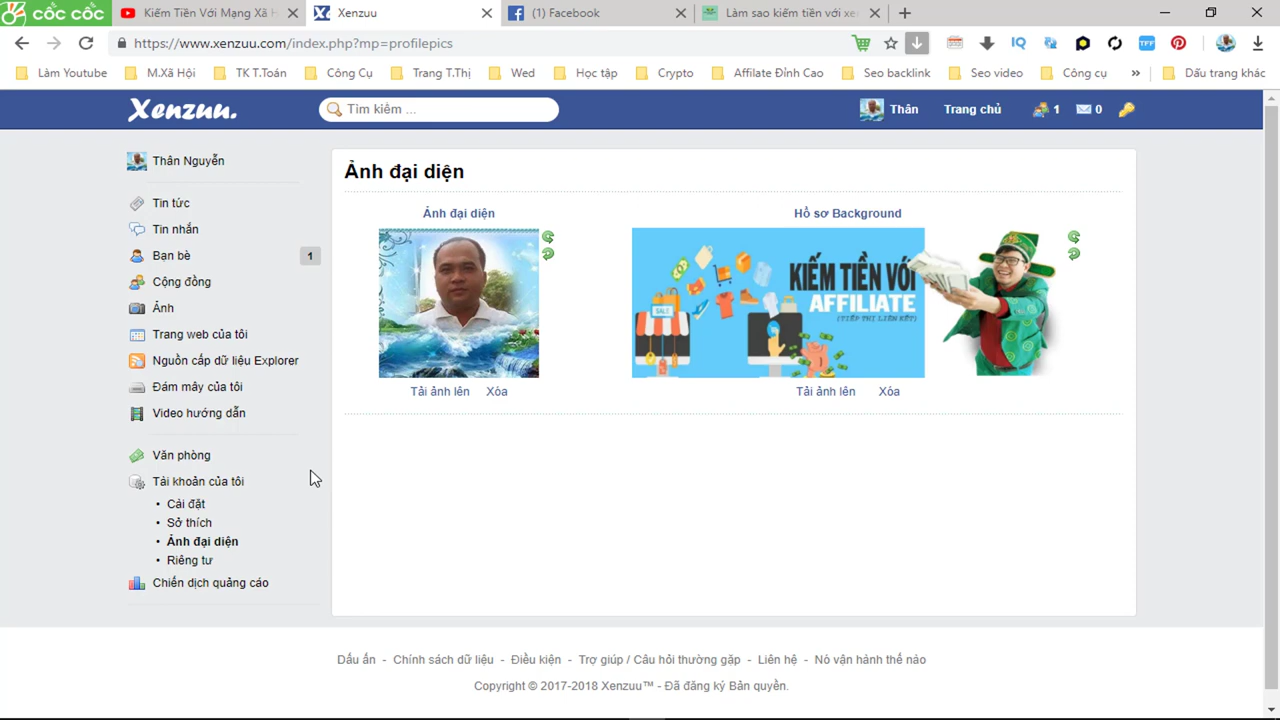 cốc cốc
Kiếm Tiền Với Mạng Xã H
Xenzuu
(1) Facebook
Làm sao kiếm tiền với xe
https://www.xenzuu.com/index.php?mp=profilepics
IQ
TFF
Làm Youtube
M.Xã Hội
TK T.Toán
Công Cụ
Trang T.Thị
Wed
Học tập
Crypto
Affilate Đỉnh Cao
Seo backlink
Seo video
Công cụ
»
Dấu trang khác
Xenzuu.
Tìm kiếm ...
Thân
Trang chủ
1
0
Thân Nguyễn
Tin tức
Tin nhắn
Bạn bè
1
Cộng đồng
Ảnh
Trang web của tôi
Nguồn cấp dữ liệu Explorer
Đám mây của tôi
Video hướng dẫn
Văn phòng
Tài khoản của tôi
• Cài đặt
• Sở thích
• Ảnh đại diện
• Riêng tư
Chiến dịch quảng cáo
Ảnh đại diện
Ảnh đại diện
Hồ sơ Background
SALE
KIẾM TIỀN VỚI
AFFILIATE
(TIẾP THỊ LIÊN KẾT)
Tải ảnh lên
Xóa
Tải ảnh lên
Xóa
Dấu ấn - Chính sách dữ liệu - Điều kiện - Trợ giúp / Câu hỏi thường gặp - Liên hệ - Nó vận hành thế nào
Copyright © 2017-2018 Xenzuu™ - Đã đăng ký Bản quyền.